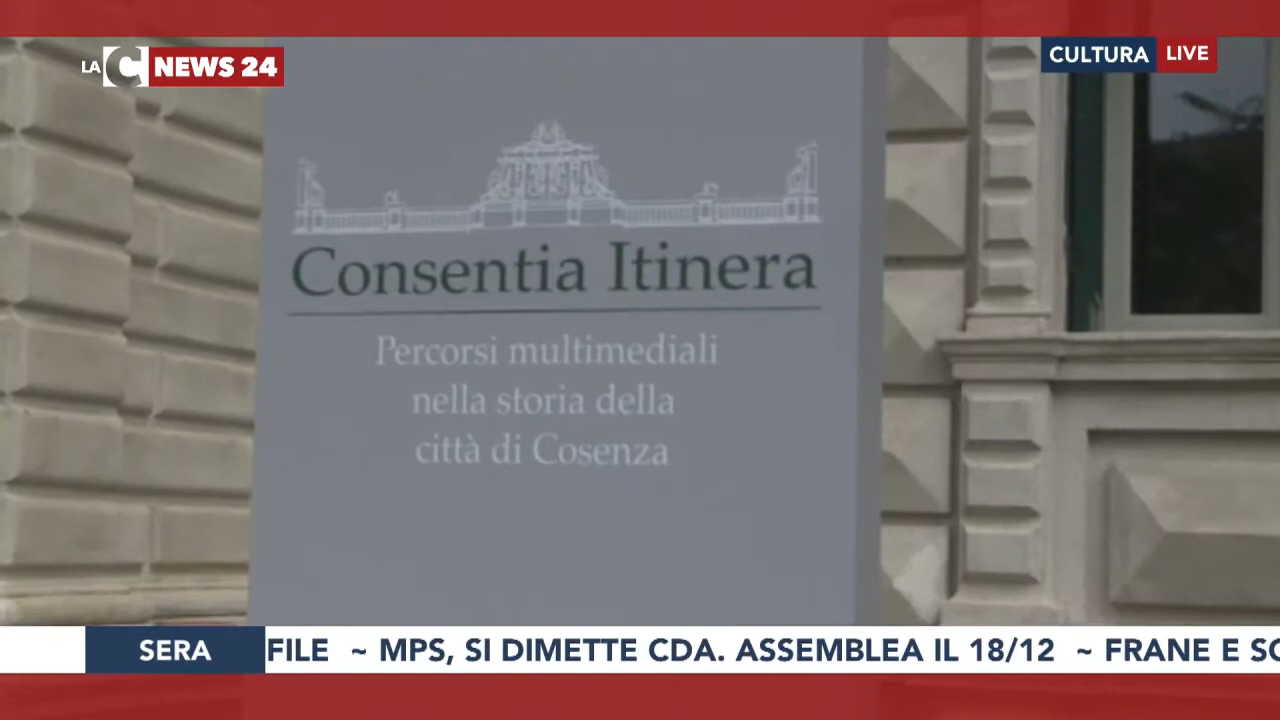 LA C NEWS 24
CULTURA LIVE
Consentia Itinera
Percorsi multimediali
nella storia della
città di Cosenza
SERA
FILE ~ MPS, SI DIMETTE CDA. ASSEMBLEA IL 18/12 ~ FRANE E